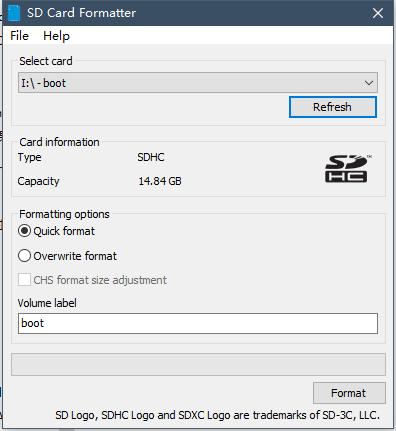 SD Card Formatter
File Help
Select card
I:\ - boot
Refresh
Card information
Type SDHC
Capacity 14.84 GB
SD HC
Formatting options
Quick format
Overwrite format
CHS format size adjustment
Volume label
boot
Format
SD Logo, SDHC Logo and SDXC Logo are trademarks of SD-3C, LLC.